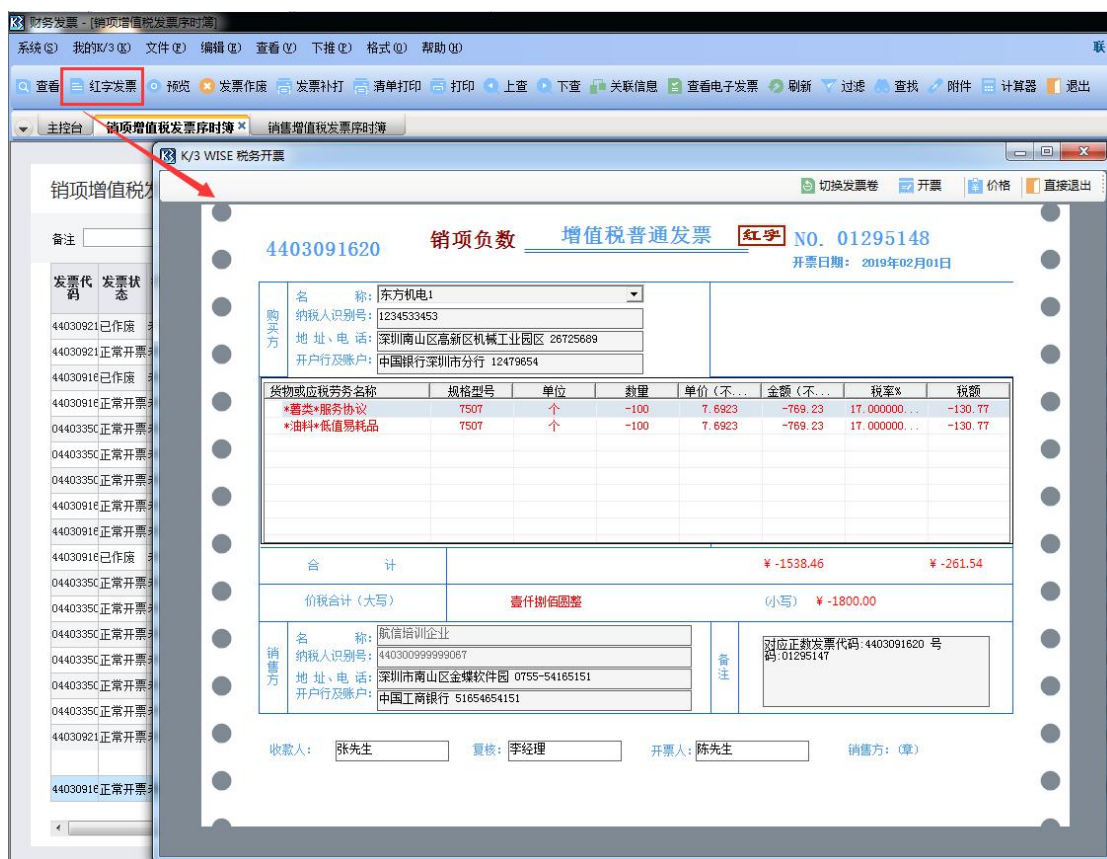 财务发票 - [销项增值税发票序时簿]
系统(S) 我的K/3(K) 文件(F) 编辑(E) 查看(V) 下推(P) 格式(O) 帮助(H) 联
查看 红字发票 预览 发票作废 发票补打 清单打印 打印 上查 下查 关联信息 查看电子发票 刷新 过滤 查找 附件 计算器 退出
主控台 销项增值税发票序时簿 × 销售增值税发票序时簿
K/3 WISE 税务开票
切换发票卷 开票 价格 直接退出
销项增值税发
备注
发票代码 发票状态
44030921 已作废
44030921 正常开票
44030916 已作废
44030916 正常开票
04403350 正常开票
04403350 正常开票
04403350 正常开票
44030916 正常开票
44030916 正常开票
44030916 已作废
04403350 正常开票
04403350 正常开票
04403350 正常开票
04403350 正常开票
04403350 正常开票
04403350 正常开票
44030921 正常开票
44030916 正常开票
4403091620 销项负数 增值税普通发票 红字 NO. 01295148
开票日期: 2019年02月01日
购买方
名 称: 东方机电1
纳税人识别号: 1234533453
地 址、电 话: 深圳南山区高新区机械工业园区 26725689
开户行及账户: 中国银行深圳市分行 12479654
货物或应税劳务名称 规格型号 单位 数量 单价(不... 金额(不... 税率% 税额
*薯类*服务协议 7507 个 -100 7.6923 -769.23 17.000000... -130.77
*油料*低值易耗品 7507 个 -100 7.6923 -769.23 17.000000... -130.77
合 计 ¥ -1538.46 ¥ -261.54
价税合计(大写) 壹仟捌佰圆整 (小写) ¥ -1800.00
销售方
名 称: 航信培训企业
纳税人识别号: 440300999999067
地 址、电 话: 深圳市南山区金蝶软件园 0755-54165151
开户行及账户: 中国工商银行 51654654151
备注
对应正数发票代码:4403091620 号
码:01295147
收款人: 张先生 复核: 李经理 开票人: 陈先生 销售方:(章)